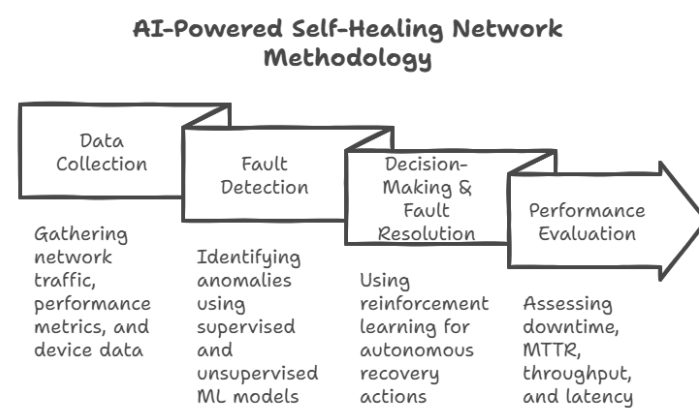 AI-Powered Self-Healing Network
Methodology
Data
Collection
Gathering
network
traffic,
performance
metrics, and
device data
Fault
Detection
Identifying
anomalies
using
supervised
and
unsupervised
ML models
Decision-
Making &
Fault
Resolution
Using
reinforcement
learning for
autonomous
recovery
actions
Performance
Evaluation
Assessing
downtime,
MTTR,
throughput,
and latency